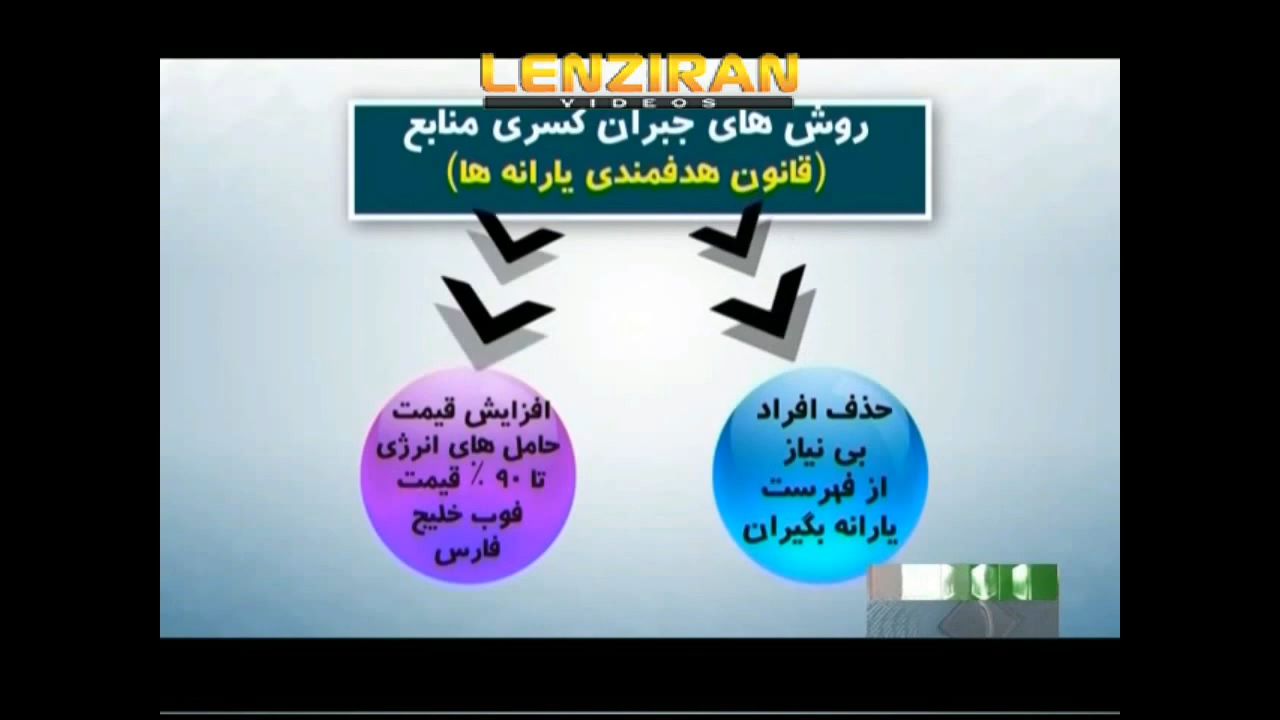 LENZIRAN
VIDEOS
روش های جبران کسری منابع
(قانون هدفمندی یارانه ها)
حذف افراد
بی نیاز
از فهرست
یارانه بگیران
افزایش قیمت
حامل های انرژی
تا ۹۰ ٪ قیمت
فوب خلیج
فارس